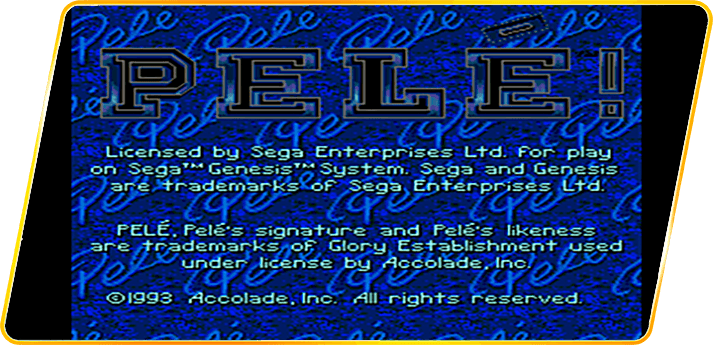 PELÉ!
Licensed by Sega Enterprises Ltd. for play
on Sega™ Genesis™ System. Sega and Genesis
are trademarks of Sega Enterprises Ltd.
PELÉ, Pelé's signature and Pelé's likeness
are trademarks of Glory Establishment used
under license by Accolade, Inc.
©1993 Accolade, Inc. All rights reserved.